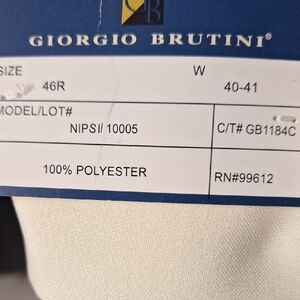 B
GIORGIO BRUTINI®
SIZE W
46R 40-41
MODEL/LOT#
NIPSI/ 10005 C/T# GB1184C
100% POLYESTER RN#99612